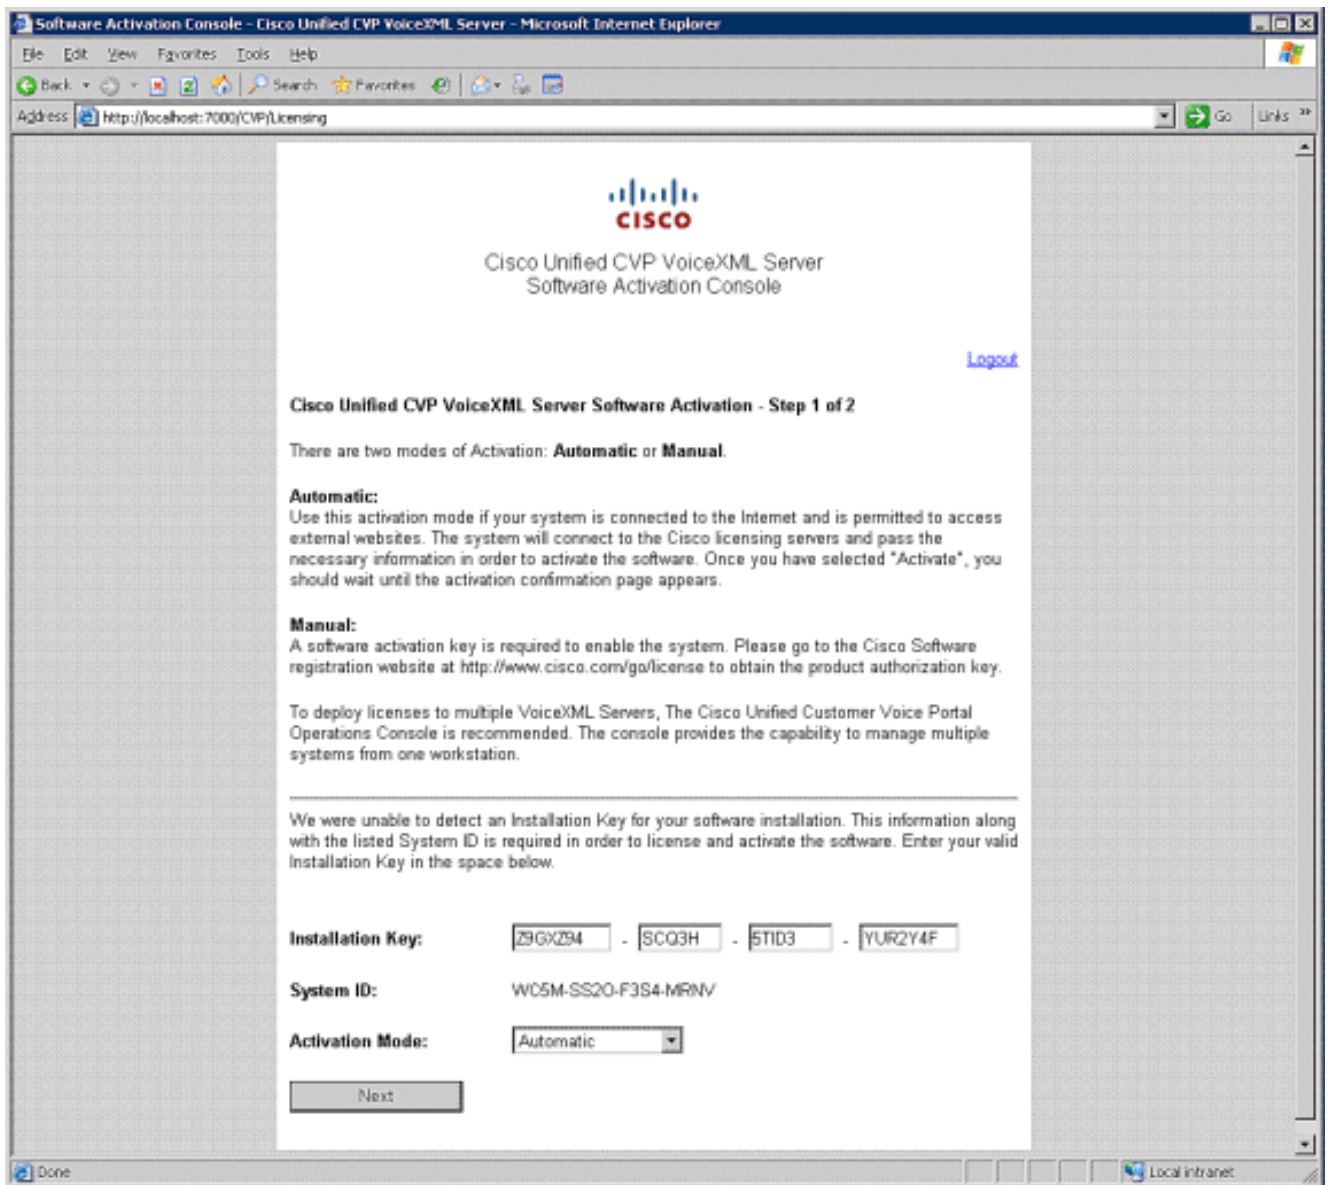 Software Activation Console - Cisco Unified CVP VoiceXML Server - Microsoft Internet Explorer
File Edit View Favorites Tools Help
Back Search Favorites
Address http://localhost:7000/CVP/Licensing Go Links »
CISCO
Cisco Unified CVP VoiceXML Server
Software Activation Console
Logout
Cisco Unified CVP VoiceXML Server Software Activation - Step 1 of 2
There are two modes of Activation: Automatic or Manual.
Automatic:
Use this activation mode if your system is connected to the Internet and is permitted to access
external websites. The system will connect to the Cisco licensing servers and pass the
necessary information in order to activate the software. Once you have selected "Activate", you
should wait until the activation confirmation page appears.
Manual:
A software activation key is required to enable the system. Please go to the Cisco Software
registration website at http://www.cisco.com/go/license to obtain the product authorization key.
To deploy licenses to multiple VoiceXML Servers, The Cisco Unified Customer Voice Portal
Operations Console is recommended. The console provides the capability to manage multiple
systems from one workstation.
We were unable to detect an Installation Key for your software installation. This information along
with the listed System ID is required in order to license and activate the software. Enter your valid
Installation Key in the space below.
Installation Key: Z9GXZ94 - SCQ3H - 5TID3 - YUR2Y4F
System ID: WC5M-SS2O-F3S4-MRNV
Activation Mode: Automatic
Next
Done Local intranet